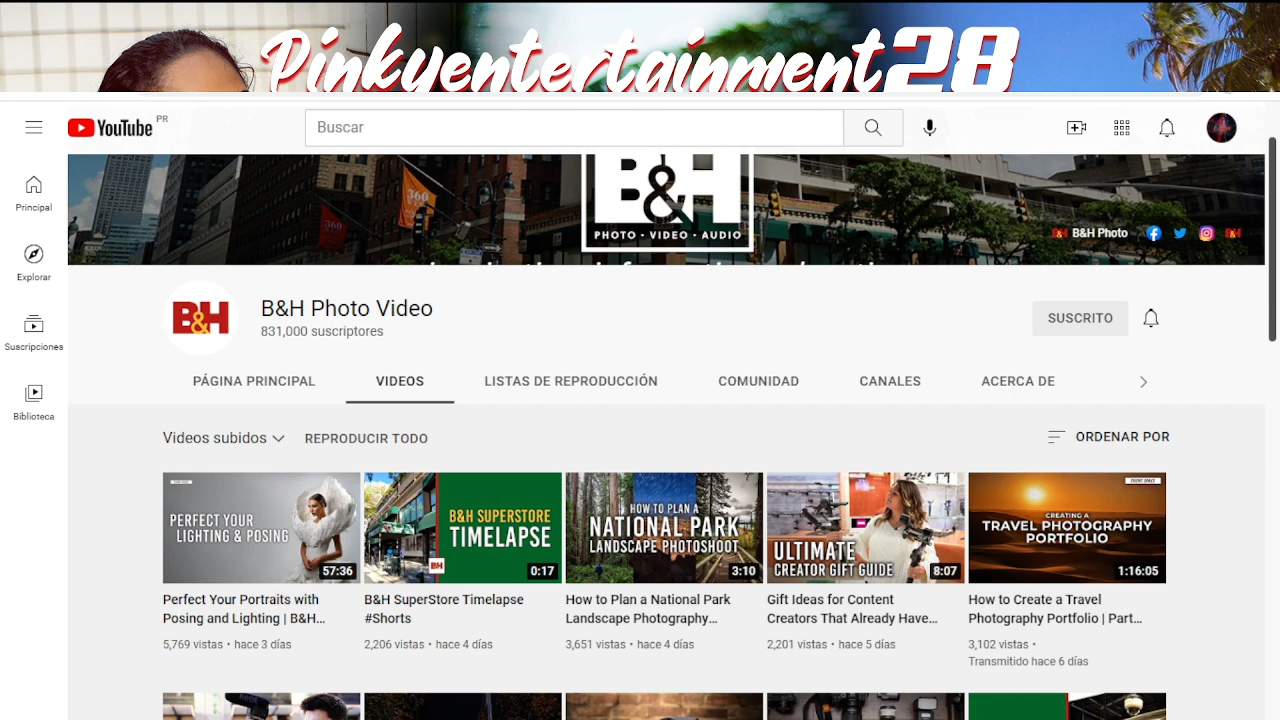 Pinkyentertainment28
YouTube PR
Buscar
Principal
Explorar
Suscripciones
Biblioteca
360
360
B&H
PHOTO · VIDEO · AUDIO
B&H Photo
B&H
B&H Photo Video
831,000 suscriptores
SUSCRITO
PÁGINA PRINCIPAL VIDEOS LISTAS DE REPRODUCCIÓN COMUNIDAD CANALES ACERCA DE
Videos subidos REPRODUCIR TODO ORDENAR POR
PERFECT YOUR
LIGHTING & POSING
57:36
Perfect Your Portraits with
Posing and Lighting | B&H...
5,769 vistas • hace 3 días
B&H SUPERSTORE
TIMELAPSE
B&H
0:17
B&H SuperStore Timelapse
#Shorts
2,206 vistas • hace 4 días
HOW TO PLAN A
NATIONAL PARK
LANDSCAPE PHOTOSHOOT
3:10
How to Plan a National Park
Landscape Photography...
3,651 vistas • hace 4 días
ULTIMATE
CREATOR GIFT GUIDE
8:07
Gift Ideas for Content
Creators That Already Have...
2,201 vistas • hace 5 días
EVENT SPACE
CREATING A
TRAVEL PHOTOGRAPHY
PORTFOLIO
1:16:05
How to Create a Travel
Photography Portfolio | Part...
3,102 vistas •
Transmitido hace 6 días